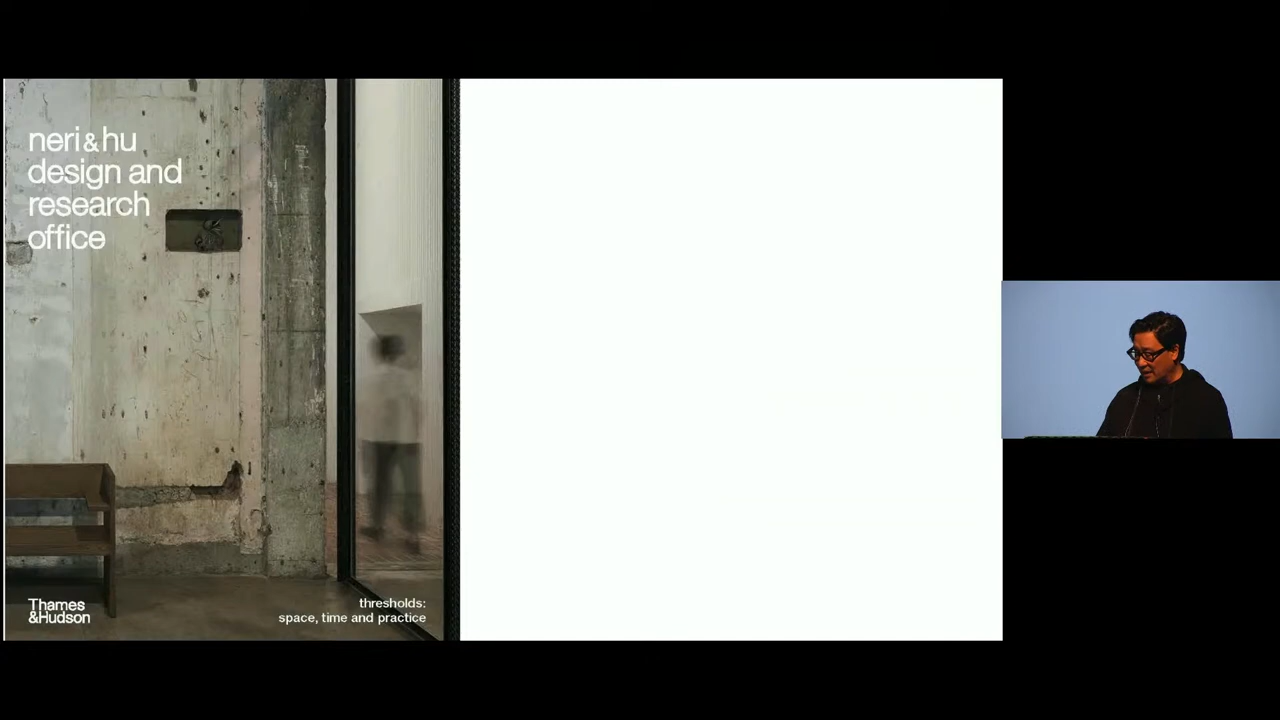 neri&hu
design and
research
office
Thames
&Hudson
thresholds:
space, time and practice